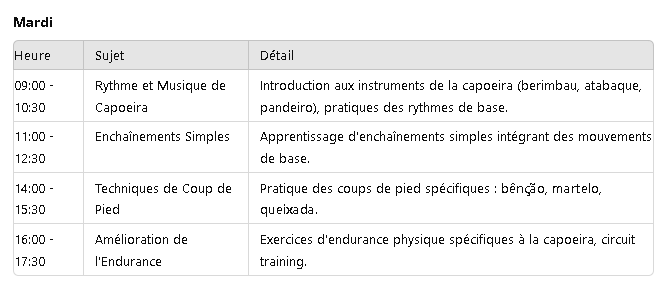 Mardi
Heure Sujet Détail
09:00 - Rythme et Musique de Introduction aux instruments de la capoeira (berimbau, atabaque,
10:30 Capoeira pandeiro), pratiques des rythmes de base.
11:00 - Enchaînements Simples Apprentissage d'enchaînements simples intégrant des mouvements
12:30 de base.
14:00 - Techniques de Coup de Pratique des coups de pied spécifiques : bênção, martelo,
15:30 Pied queixada.
16:00 - Amélioration de Exercices d'endurance physique spécifiques à la capoeira, circuit
17:30 l'Endurance training.